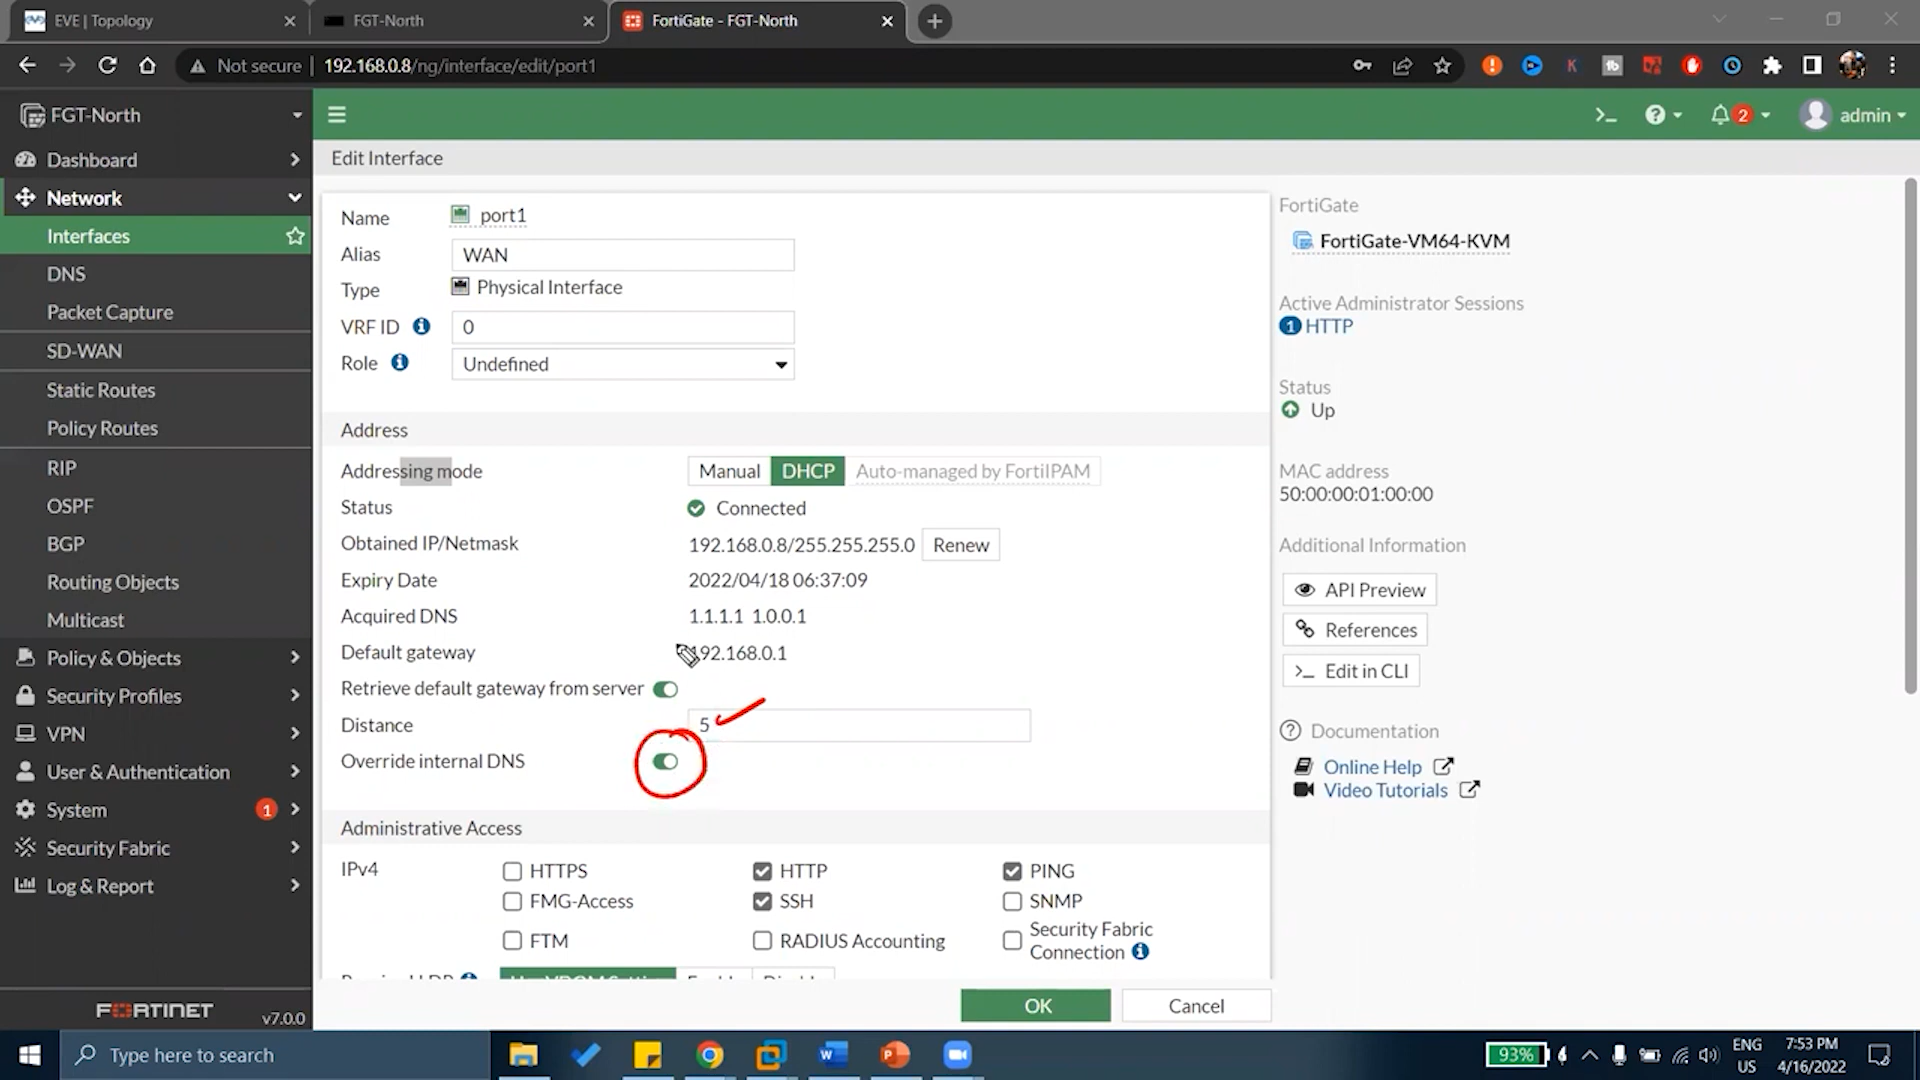 EVE | Topology
FGT-North
FortiGate - FGT-North
Not secure
192.168.0.8/ng/interface/edit/port1
FGT-North
2
admin
Dashboard
Network
Interfaces
DNS
Packet Capture
SD-WAN
Static Routes
Policy Routes
RIP
OSPF
BGP
Routing Objects
Multicast
Policy & Objects
Security Profiles
VPN
User & Authentication
System
1
Security Fabric
Log & Report
FORTINET
v7.0.0
Edit Interface
Name port1
Alias WAN
Type Physical Interface
VRF ID 0
Role Undefined
Address
Addressing mode Manual DHCP Auto-managed by FortiIPAM
Status Connected
Obtained IP/Netmask 192.168.0.8/255.255.255.0 Renew
Expiry Date 2022/04/18 06:37:09
Acquired DNS 1.1.1.1 1.0.0.1
Default gateway 192.168.0.1
Retrieve default gateway from server
Distance 5
Override internal DNS
Administrative Access
IPv4 HTTPS HTTP PING
FMG-Access SSH SNMP
FTM RADIUS Accounting Security Fabric
Connection
OK Cancel
FortiGate
FortiGate-VM64-KVM
Active Administrator Sessions
1 HTTP
Status
Up
MAC address
50:00:00:01:00:00
Additional Information
API Preview
References
>_ Edit in CLI
Documentation
Online Help
Video Tutorials
Type here to search
93%
ENG
US
7:53 PM
4/16/2022